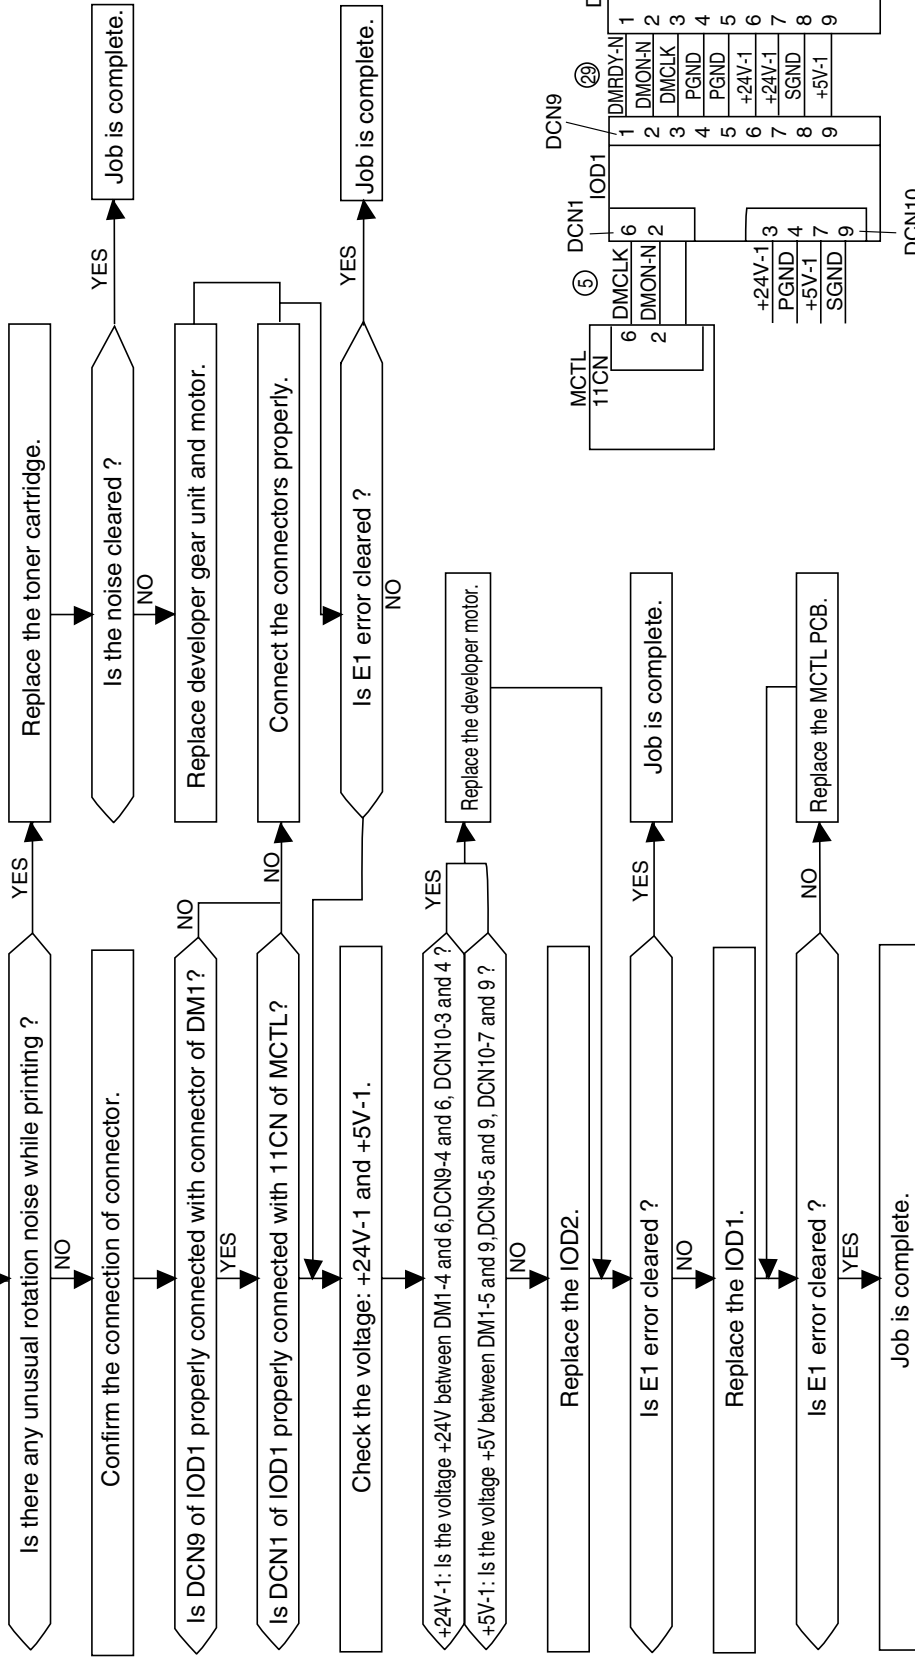 Is there any unusual rotation noise while printing ?
YES
Replace the toner cartridge.
NO
Is the noise cleared ?
YES
Job is complete.
NO
Replace developer gear unit and motor.
Confirm the connection of connector.
Is DCN9 of IOD1 properly connected with connector of DM1?
NO
YES
Is DCN1 of IOD1 properly connected with 11CN of MCTL?
NO
Connect the connectors properly.
Is E1 error cleared ?
YES
Job is complete.
NO
Check the voltage: +24V-1 and +5V-1.
+24V-1: Is the voltage +24V between DM1-4 and 6,DCN9-4 and 6, DCN10-3 and 4 ?
+5V-1: Is the voltage +5V between DM1-5 and 9,DCN9-5 and 9, DCN10-7 and 9 ?
YES
Replace the developer motor.
NO
Replace the IOD2.
Is E1 error cleared ?
YES
Job is complete.
NO
Replace the IOD1.
Is E1 error cleared ?
NO
Replace the MCTL PCB.
YES
Job is complete.
MCTL
11CN
6
2
5
DMCLK
DMON-N
DCN1
6
2
IOD1
+24V-1
PGND
+5V-1
SGND
3
4
7
9
DCN10
DCN9
29
1 DMRDY-N 1
2 DMON-N 2
3 DMCLK 3
4 PGND 4
5 PGND 5
6 +24V-1 6
7 +24V-1 7
8 SGND 8
9 +5V-1 9